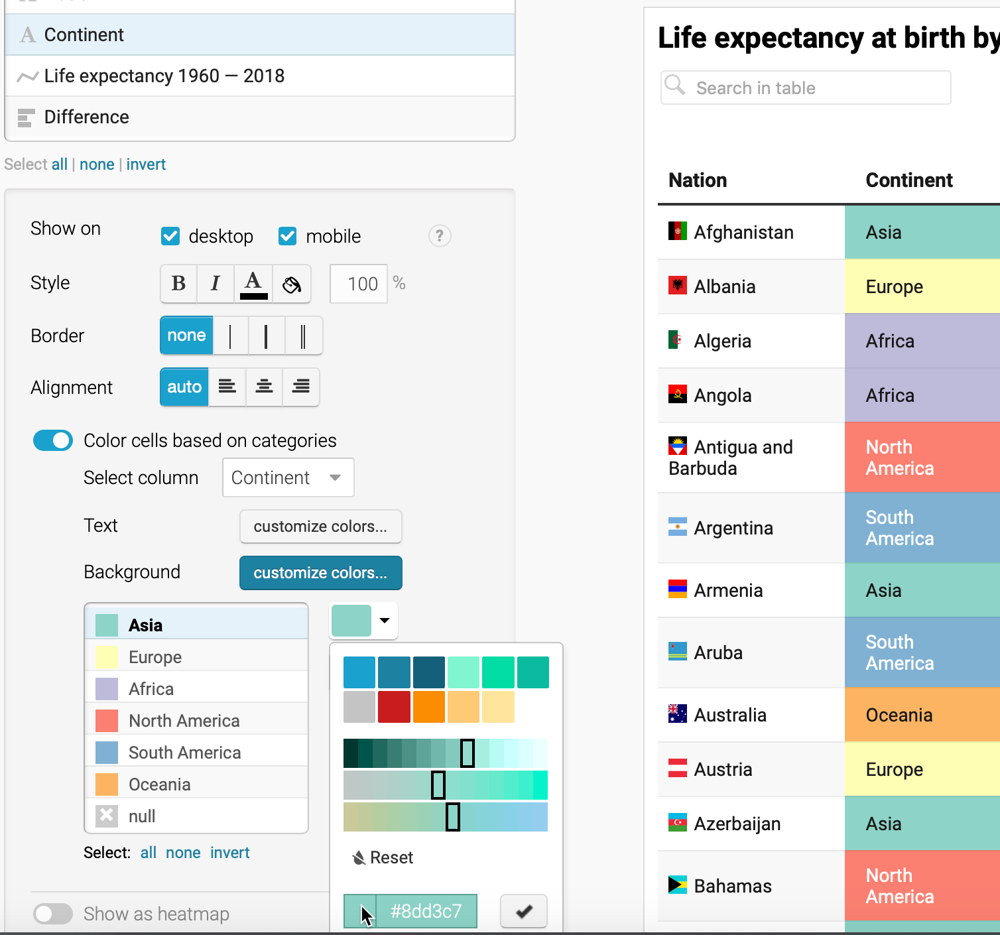 Continent
Life expectancy 1960 – 2018
Difference
Select all | none | invert
Show on
desktop
mobile
?
Style
B
I
A
100
%
Border
none
Alignment
auto
Color cells based on categories
Select column
Continent
Text
customize colors...
Background
customize colors...
Asia
Europe
Africa
North America
South America
Oceania
null
Select: all none invert
Reset
#8dd3c7
Show as heatmap
Life expectancy at birth by
Search in table
Nation
Continent
Afghanistan
Asia
Albania
Europe
Algeria
Africa
Angola
Africa
Antigua and
Barbuda
North
America
Argentina
South
America
Armenia
Asia
Aruba
South
America
Australia
Oceania
Austria
Europe
Azerbaijan
Asia
Bahamas
North
America